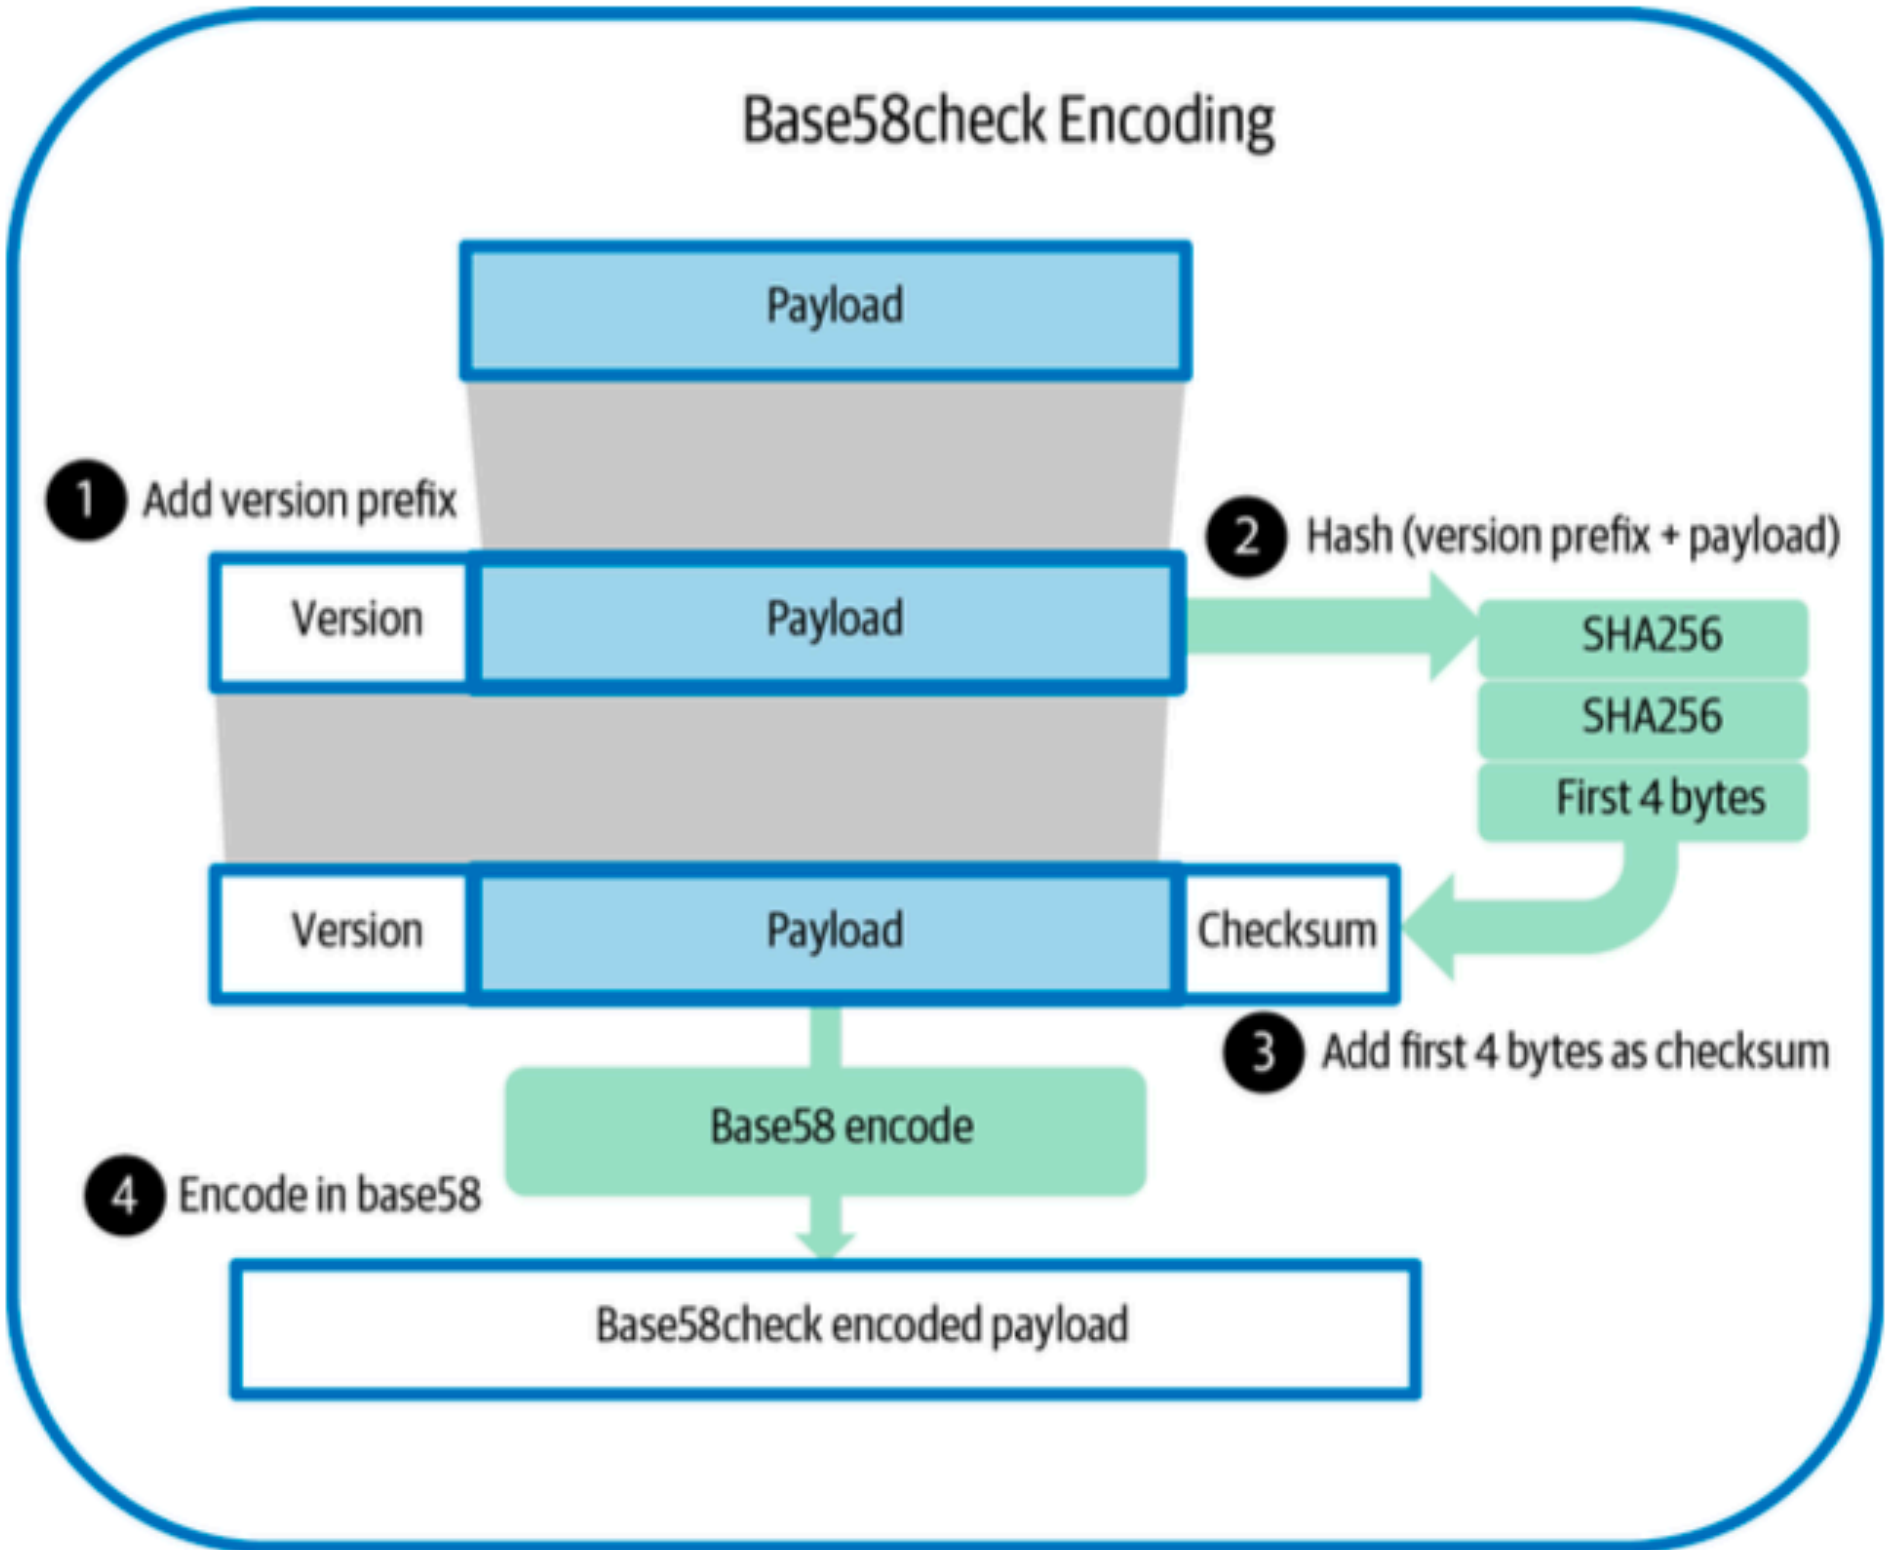 Base58check Encoding
Payload
1 Add version prefix
2 Hash (version prefix + payload)
Version
Payload
SHA256
SHA256
First 4 bytes
Version
Payload
Checksum
3 Add first 4 bytes as checksum
Base58 encode
4 Encode in base58
Base58check encoded payload